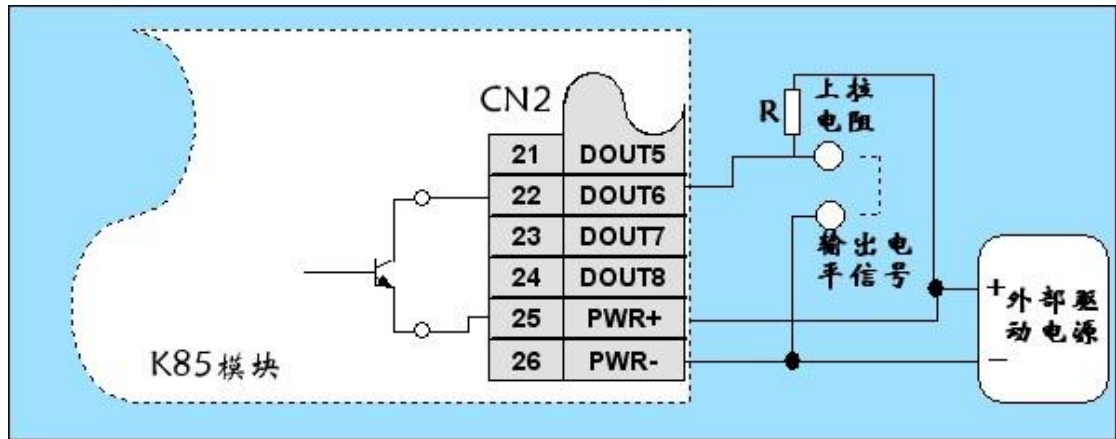 CN2
21 DOUT5
22 DOUT6
23 DOUT7
24 DOUT8
25 PWR+
26 PWR-
K85模块
R
上拉
电阻
输出电
平信号
+
外部驱
动电源
−